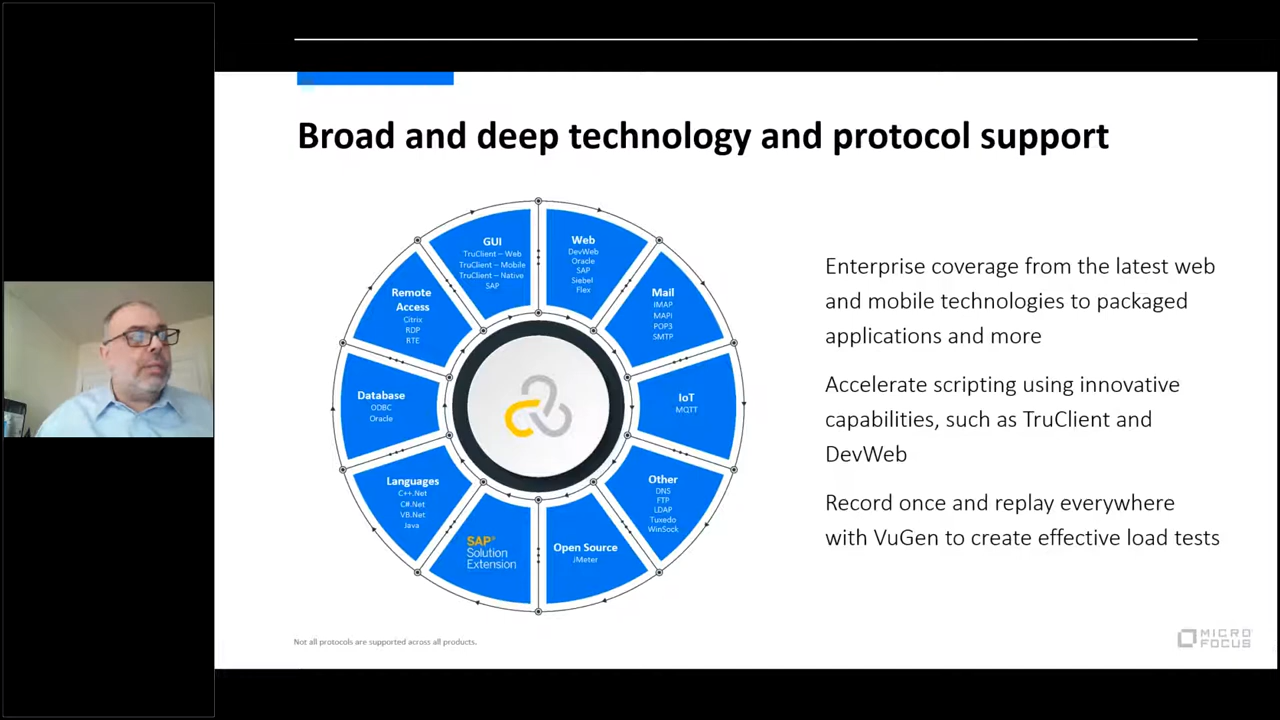 Broad and deep technology and protocol support
GUI
TruClient – Web
TruClient – Mobile
TruClient – Native
SAP
Web
DevWeb
Oracle
SAP
Siebel
Flex
Mail
IMAP
MAPI
POP3
SMTP
IoT
MQTT
Other
DNS
FTP
LDAP
Tuxedo
WinSock
Open Source
JMeter
SAP®
Solution
Extension
Languages
C++.Net
C#.Net
VB.Net
Java
Database
ODBC
Oracle
Remote
Access
Citrix
RDP
RTE
Enterprise coverage from the latest web
and mobile technologies to packaged
applications and more
Accelerate scripting using innovative
capabilities, such as TruClient and
DevWeb
Record once and replay everywhere
with VuGen to create effective load tests
Not all protocols are supported across all products.
MICRO
FOCUS